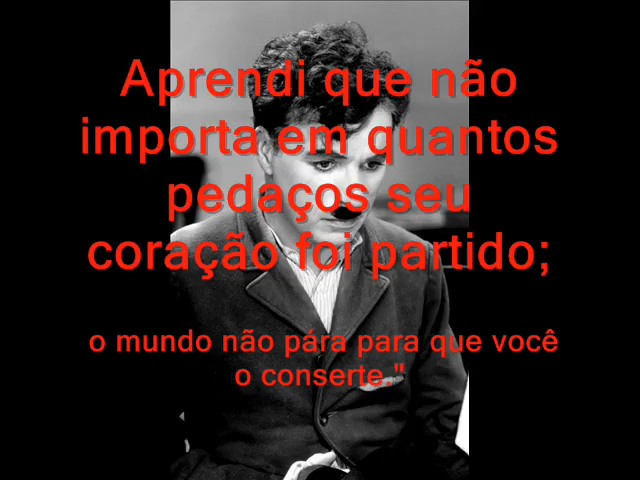 Aprendi que não
importa em quantos
pedaços seu
coração foi partido;
o mundo não pára para que você
o conserte."